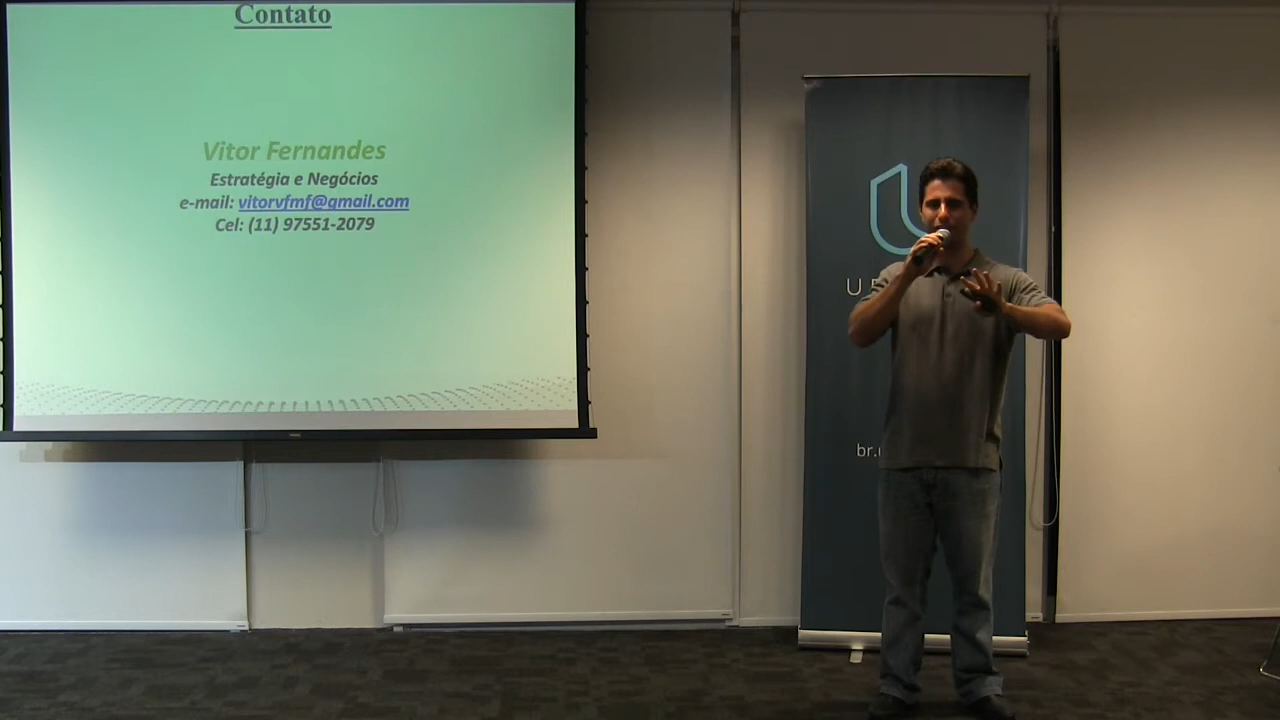 Contato
Vitor Fernandes
Estratégia e Negócios
e-mail: vitorvfmf@gmail.com
Cel: (11) 97551-2079